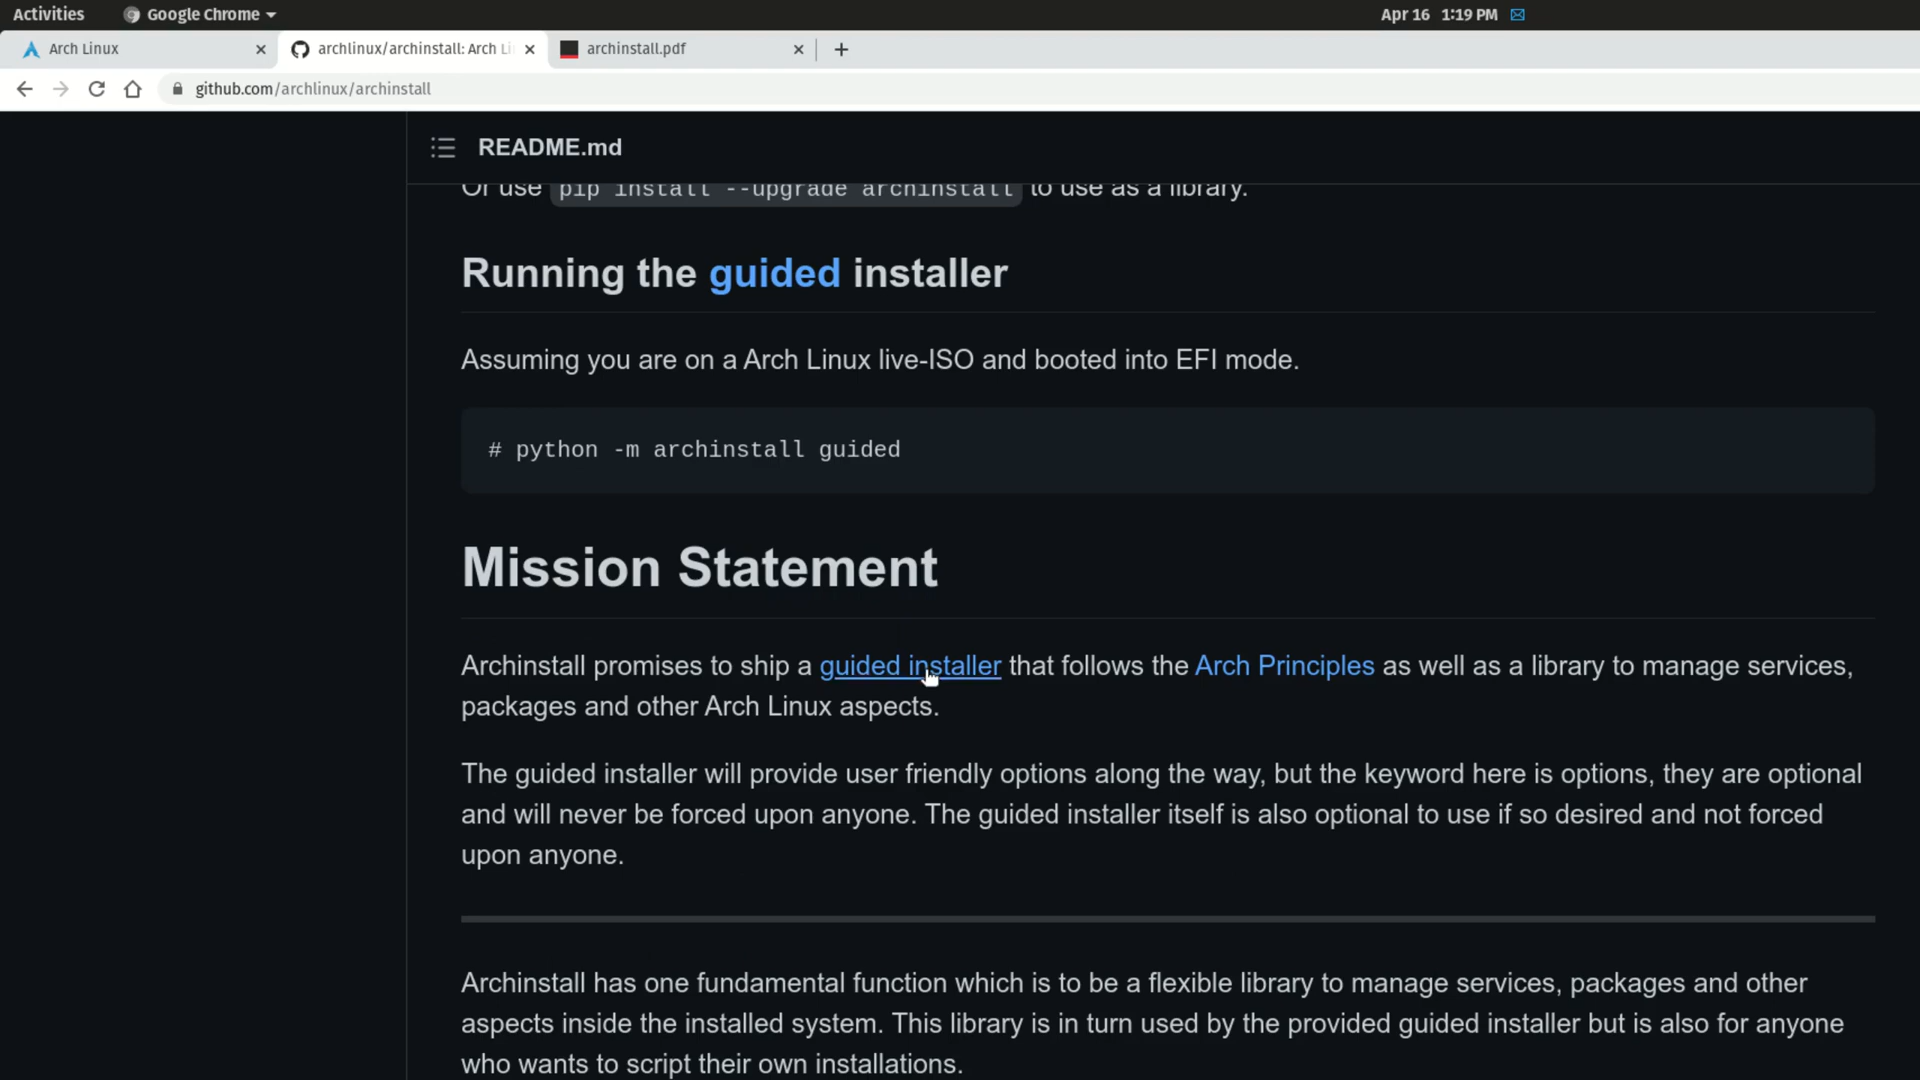 Activities
Google Chrome
Apr 16 1:19 PM
Arch Linux
archlinux/archinstall: Arch Li
archinstall.pdf
github.com/archlinux/archinstall
README.md
Or use pip install --upgrade archinstall to use as a library.
Running the guided installer
Assuming you are on a Arch Linux live-ISO and booted into EFI mode.
# python -m archinstall guided
Mission Statement
Archinstall promises to ship a guided installer that follows the Arch Principles as well as a library to manage services,
packages and other Arch Linux aspects.
The guided installer will provide user friendly options along the way, but the keyword here is options, they are optional
and will never be forced upon anyone. The guided installer itself is also optional to use if so desired and not forced
upon anyone.
Archinstall has one fundamental function which is to be a flexible library to manage services, packages and other
aspects inside the installed system. This library is in turn used by the provided guided installer but is also for anyone
who wants to script their own installations.